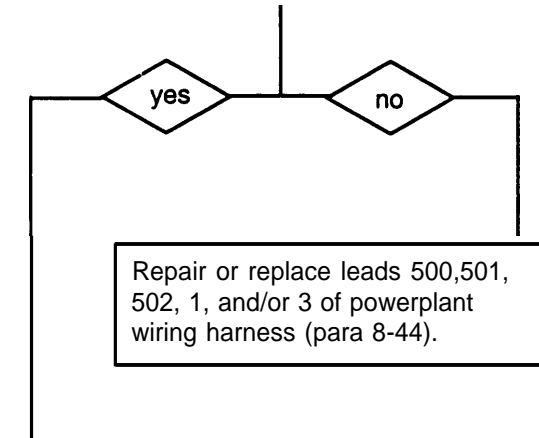 yes
no
Repair or replace leads 500,501,
502, 1, and/or 3 of powerplant
wiring harness (para 8-44).